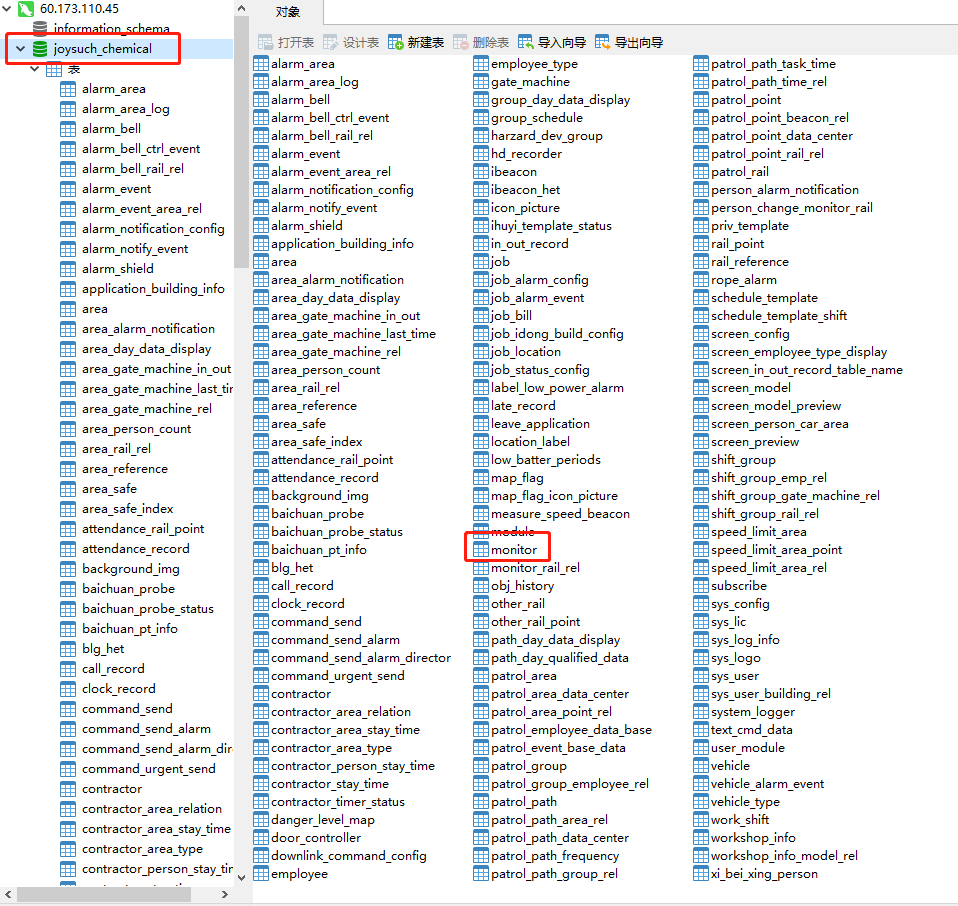 60.173.110.45
information_schema
joysuch_chemical
表
alarm_area
alarm_area_log
alarm_bell
alarm_bell_ctrl_event
alarm_bell_rail_rel
alarm_event
alarm_event_area_rel
alarm_notification_config
alarm_notify_event
alarm_shield
application_building_info
area
area_alarm_notification
area_day_data_display
area_gate_machine_in_out
area_gate_machine_last_tir
area_gate_machine_rel
area_person_count
area_rail_rel
area_reference
area_safe
area_safe_index
attendance_rail_point
attendance_record
background_img
baichuan_probe
baichuan_probe_status
baichuan_pt_info
blg_het
call_record
clock_record
command_send
command_send_alarm
command_send_alarm_dire
command_urgent_send
contractor
contractor_area_relation
contractor_area_stay_time
contractor_area_type
contractor_person_stay_tir
对象
打开表 设计表 新建表 删除表 导入向导 导出向导
alarm_area
alarm_area_log
alarm_bell
alarm_bell_ctrl_event
alarm_bell_rail_rel
alarm_event
alarm_event_area_rel
alarm_notification_config
alarm_notify_event
alarm_shield
application_building_info
area
area_alarm_notification
area_day_data_display
area_gate_machine_in_out
area_gate_machine_last_time
area_gate_machine_rel
area_person_count
area_rail_rel
area_reference
area_safe
area_safe_index
attendance_rail_point
attendance_record
background_img
baichuan_probe
baichuan_probe_status
baichuan_pt_info
blg_het
call_record
clock_record
command_send
command_send_alarm
command_send_alarm_director
command_urgent_send
contractor
contractor_area_relation
contractor_area_stay_time
contractor_area_type
contractor_person_stay_time
contractor_stay_time
contractor_timer_status
danger_level_map
door_controller
downlink_command_config
employee
employee_type
gate_machine
group_day_data_display
group_schedule
harzard_dev_group
hd_recorder
ibeacon
ibeacon_het
icon_picture
ihuyi_template_status
in_out_record
job
job_alarm_config
job_alarm_event
job_bill
job_idong_build_config
job_location
job_status_config
label_low_power_alarm
late_record
leave_application
location_label
low_batter_periods
map_flag
map_flag_icon_picture
measure_speed_beacon
module
monitor
monitor_rail_rel
obj_history
other_rail
other_rail_point
path_day_data_display
path_day_qualified_data
patrol_area
patrol_area_data_center
patrol_area_point_rel
patrol_employee_data_base
patrol_event_base_data
patrol_group
patrol_group_employee_rel
patrol_path
patrol_path_area_rel
patrol_path_data_center
patrol_path_frequency
patrol_path_group_rel
patrol_path_task_time
patrol_path_time_rel
patrol_point
patrol_point_beacon_rel
patrol_point_data_center
patrol_point_rail_rel
patrol_rail
person_alarm_notification
person_change_monitor_rail
priv_template
rail_point
rail_reference
rope_alarm
schedule_template
schedule_template_shift
screen_config
screen_employee_type_display
screen_in_out_record_table_name
screen_model
screen_model_preview
screen_person_car_area
screen_preview
shift_group
shift_group_emp_rel
shift_group_gate_machine_rel
shift_group_rail_rel
speed_limit_area
speed_limit_area_point
speed_limit_area_rel
subscribe
sys_config
sys_lic
sys_log_info
sys_logo
sys_user
sys_user_building_rel
system_logger
text_cmd_data
user_module
vehicle
vehicle_alarm_event
vehicle_type
work_shift
workshop_info
workshop_info_model_rel
xi_bei_xing_person